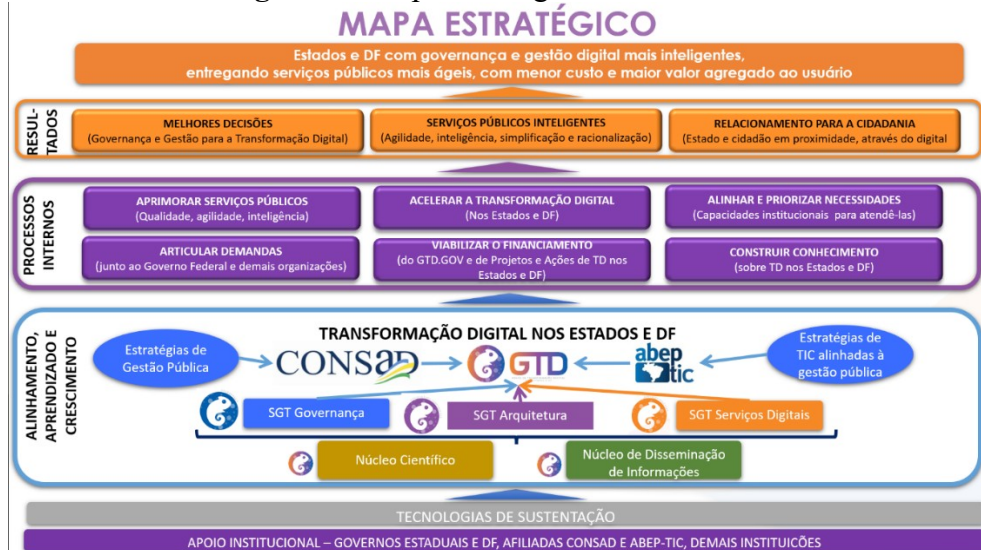 MAPA ESTRATÉGICO
Estados e DF com governança e gestão digital mais inteligentes,
entregando serviços públicos mais ágeis, com menor custo e maior valor agregado ao usuário
RESUL-
TADOS
MELHORES DECISÕES
(Governança e Gestão para a Transformação Digital)
SERVIÇOS PÚBLICOS INTELIGENTES
(Agilidade, inteligência, simplificação e racionalização)
RELACIONAMENTO PARA A CIDADANIA
(Estado e cidadão em proximidade, através do digital
PROCESSOS
INTERNOS
APRIMORAR SERVIÇOS PÚBLICOS
(Qualidade, agilidade, inteligência)
ACELERAR A TRANSFORMAÇÃO DIGITAL
(Nos Estados e DF)
ALINHAR E PRIORIZAR NECESSIDADES
(Capacidades institucionais para atendê-las)
ARTICULAR DEMANDAS
(junto ao Governo Federal e demais organizações)
VIABILIZAR O FINANCIAMENTO
(do GTD.GOV e de Projetos e Ações de TD nos
Estados e DF)
CONSTRUIR CONHECIMENTO
(sobre TD nos Estados e DF)
ALINHAMENTO,
APRENDIZADO E
CRESCIMENTO
TRANSFORMAÇÃO DIGITAL NOS ESTADOS E DF
Estratégias de
Gestão Pública
CONSAD
GTD
abep
tic
Estratégias de
TIC alinhadas à
gestão pública
SGT Governança
SGT Arquitetura
SGT Serviços Digitais
Núcleo Científico
Núcleo de Disseminação
de Informações
TECNOLOGIAS DE SUSTENTAÇÃO
APOIO INSTITUCIONAL – GOVERNOS ESTADUAIS E DF, AFILIADAS CONSAD E ABEP-TIC, DEMAIS INSTITUIÇÕES